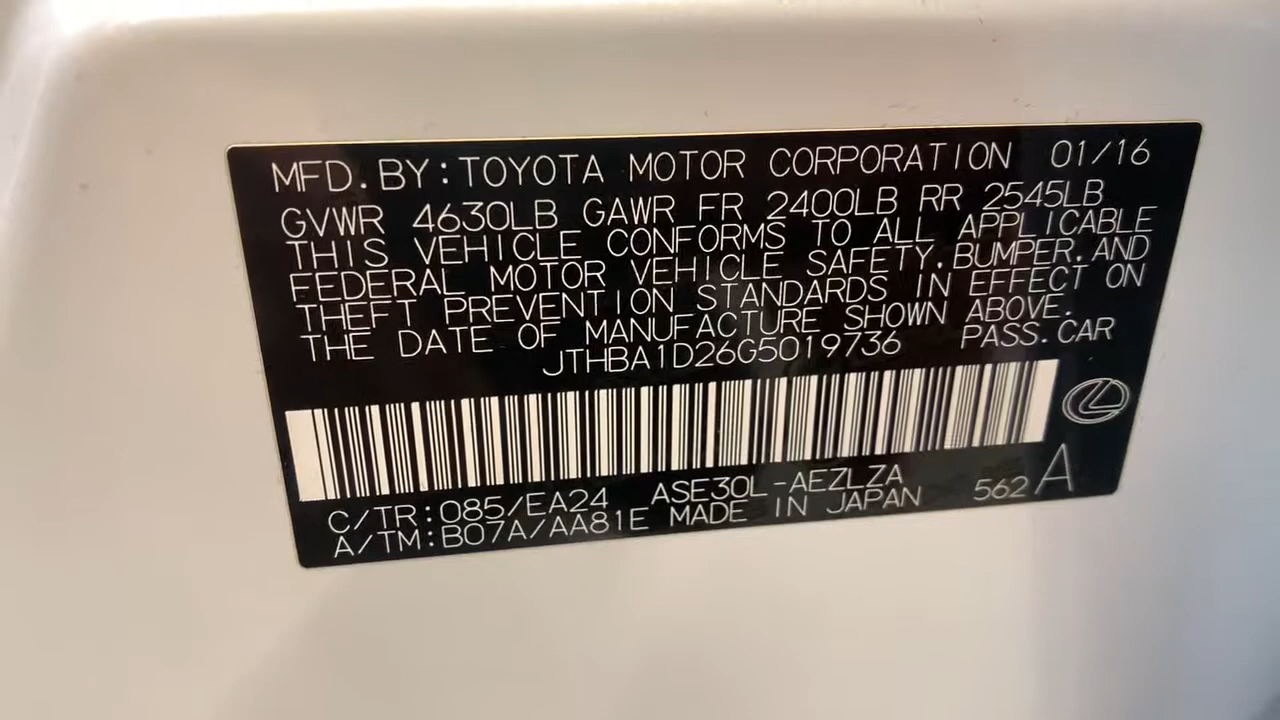 MFD. BY: TOYOTA MOTOR CORPORATION 01/16
GVWR 4630LB GAWR FR 2400LB RR 2545LB
THIS VEHICLE CONFORMS TO ALL APPLICABLE
FEDERAL MOTOR VEHICLE SAFETY, BUMPER, AND
THEFT PREVENTION STANDARDS IN EFFECT ON
THE DATE OF MANUFACTURE SHOWN ABOVE.
JTHBA1D26G5019736 PASS. CAR
C/TR: 085/EA24 ASE30L-AEZLZA
A/TM: B07A/AA81E MADE IN JAPAN 562 A